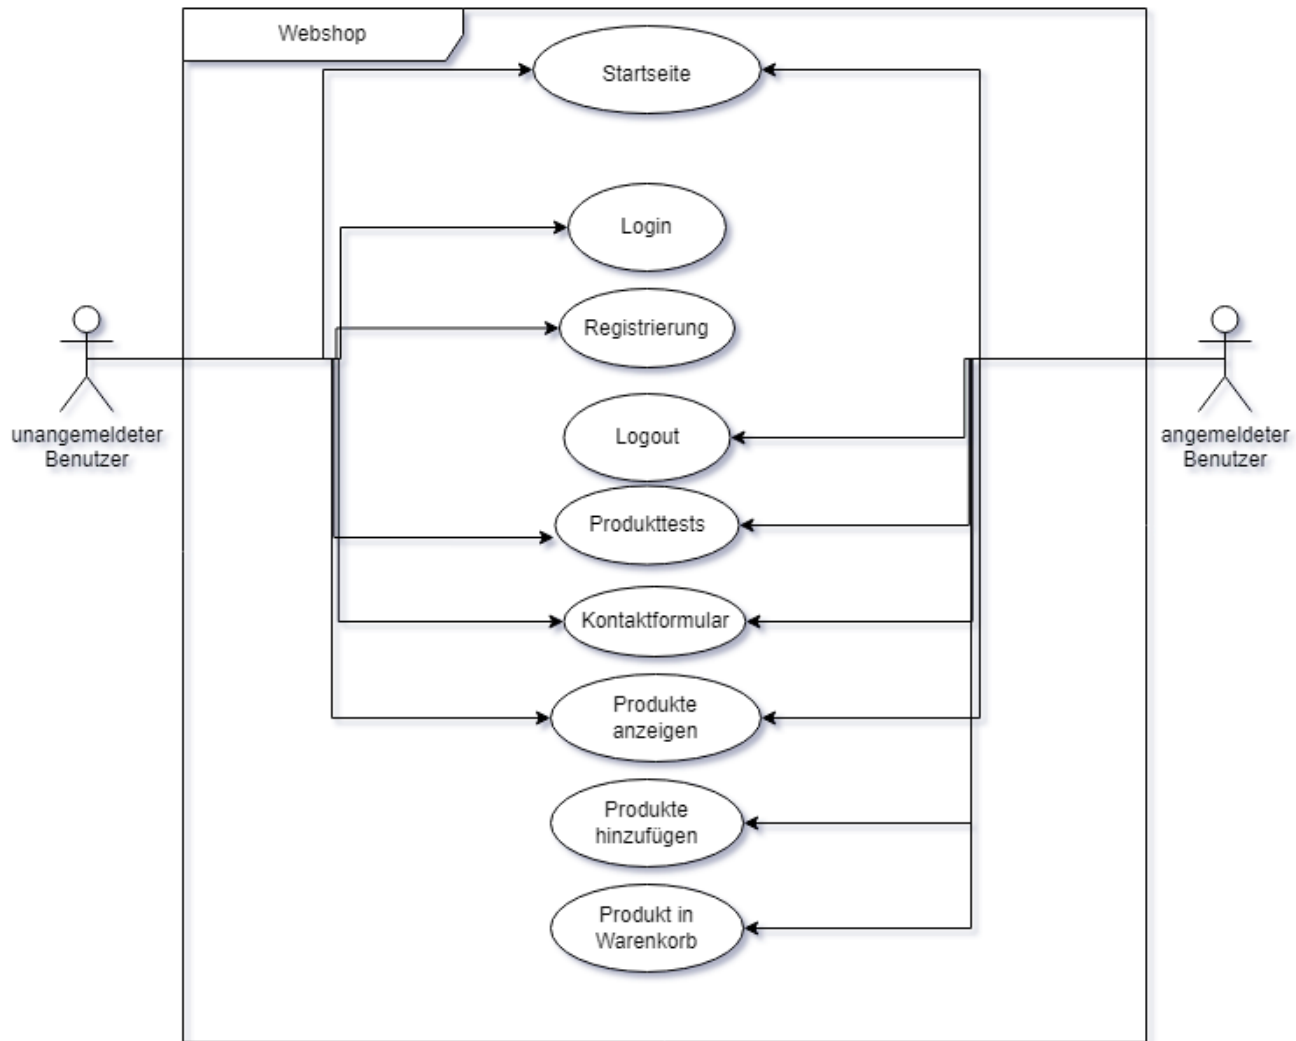 Webshop
Startseite
Login
Registrierung
Logout
unangemeldeter
Benutzer
angemeldeter
Benutzer
Produkttests
Kontaktformular
Produkte
anzeigen
Produkte
hinzufügen
Produkt in
Warenkorb